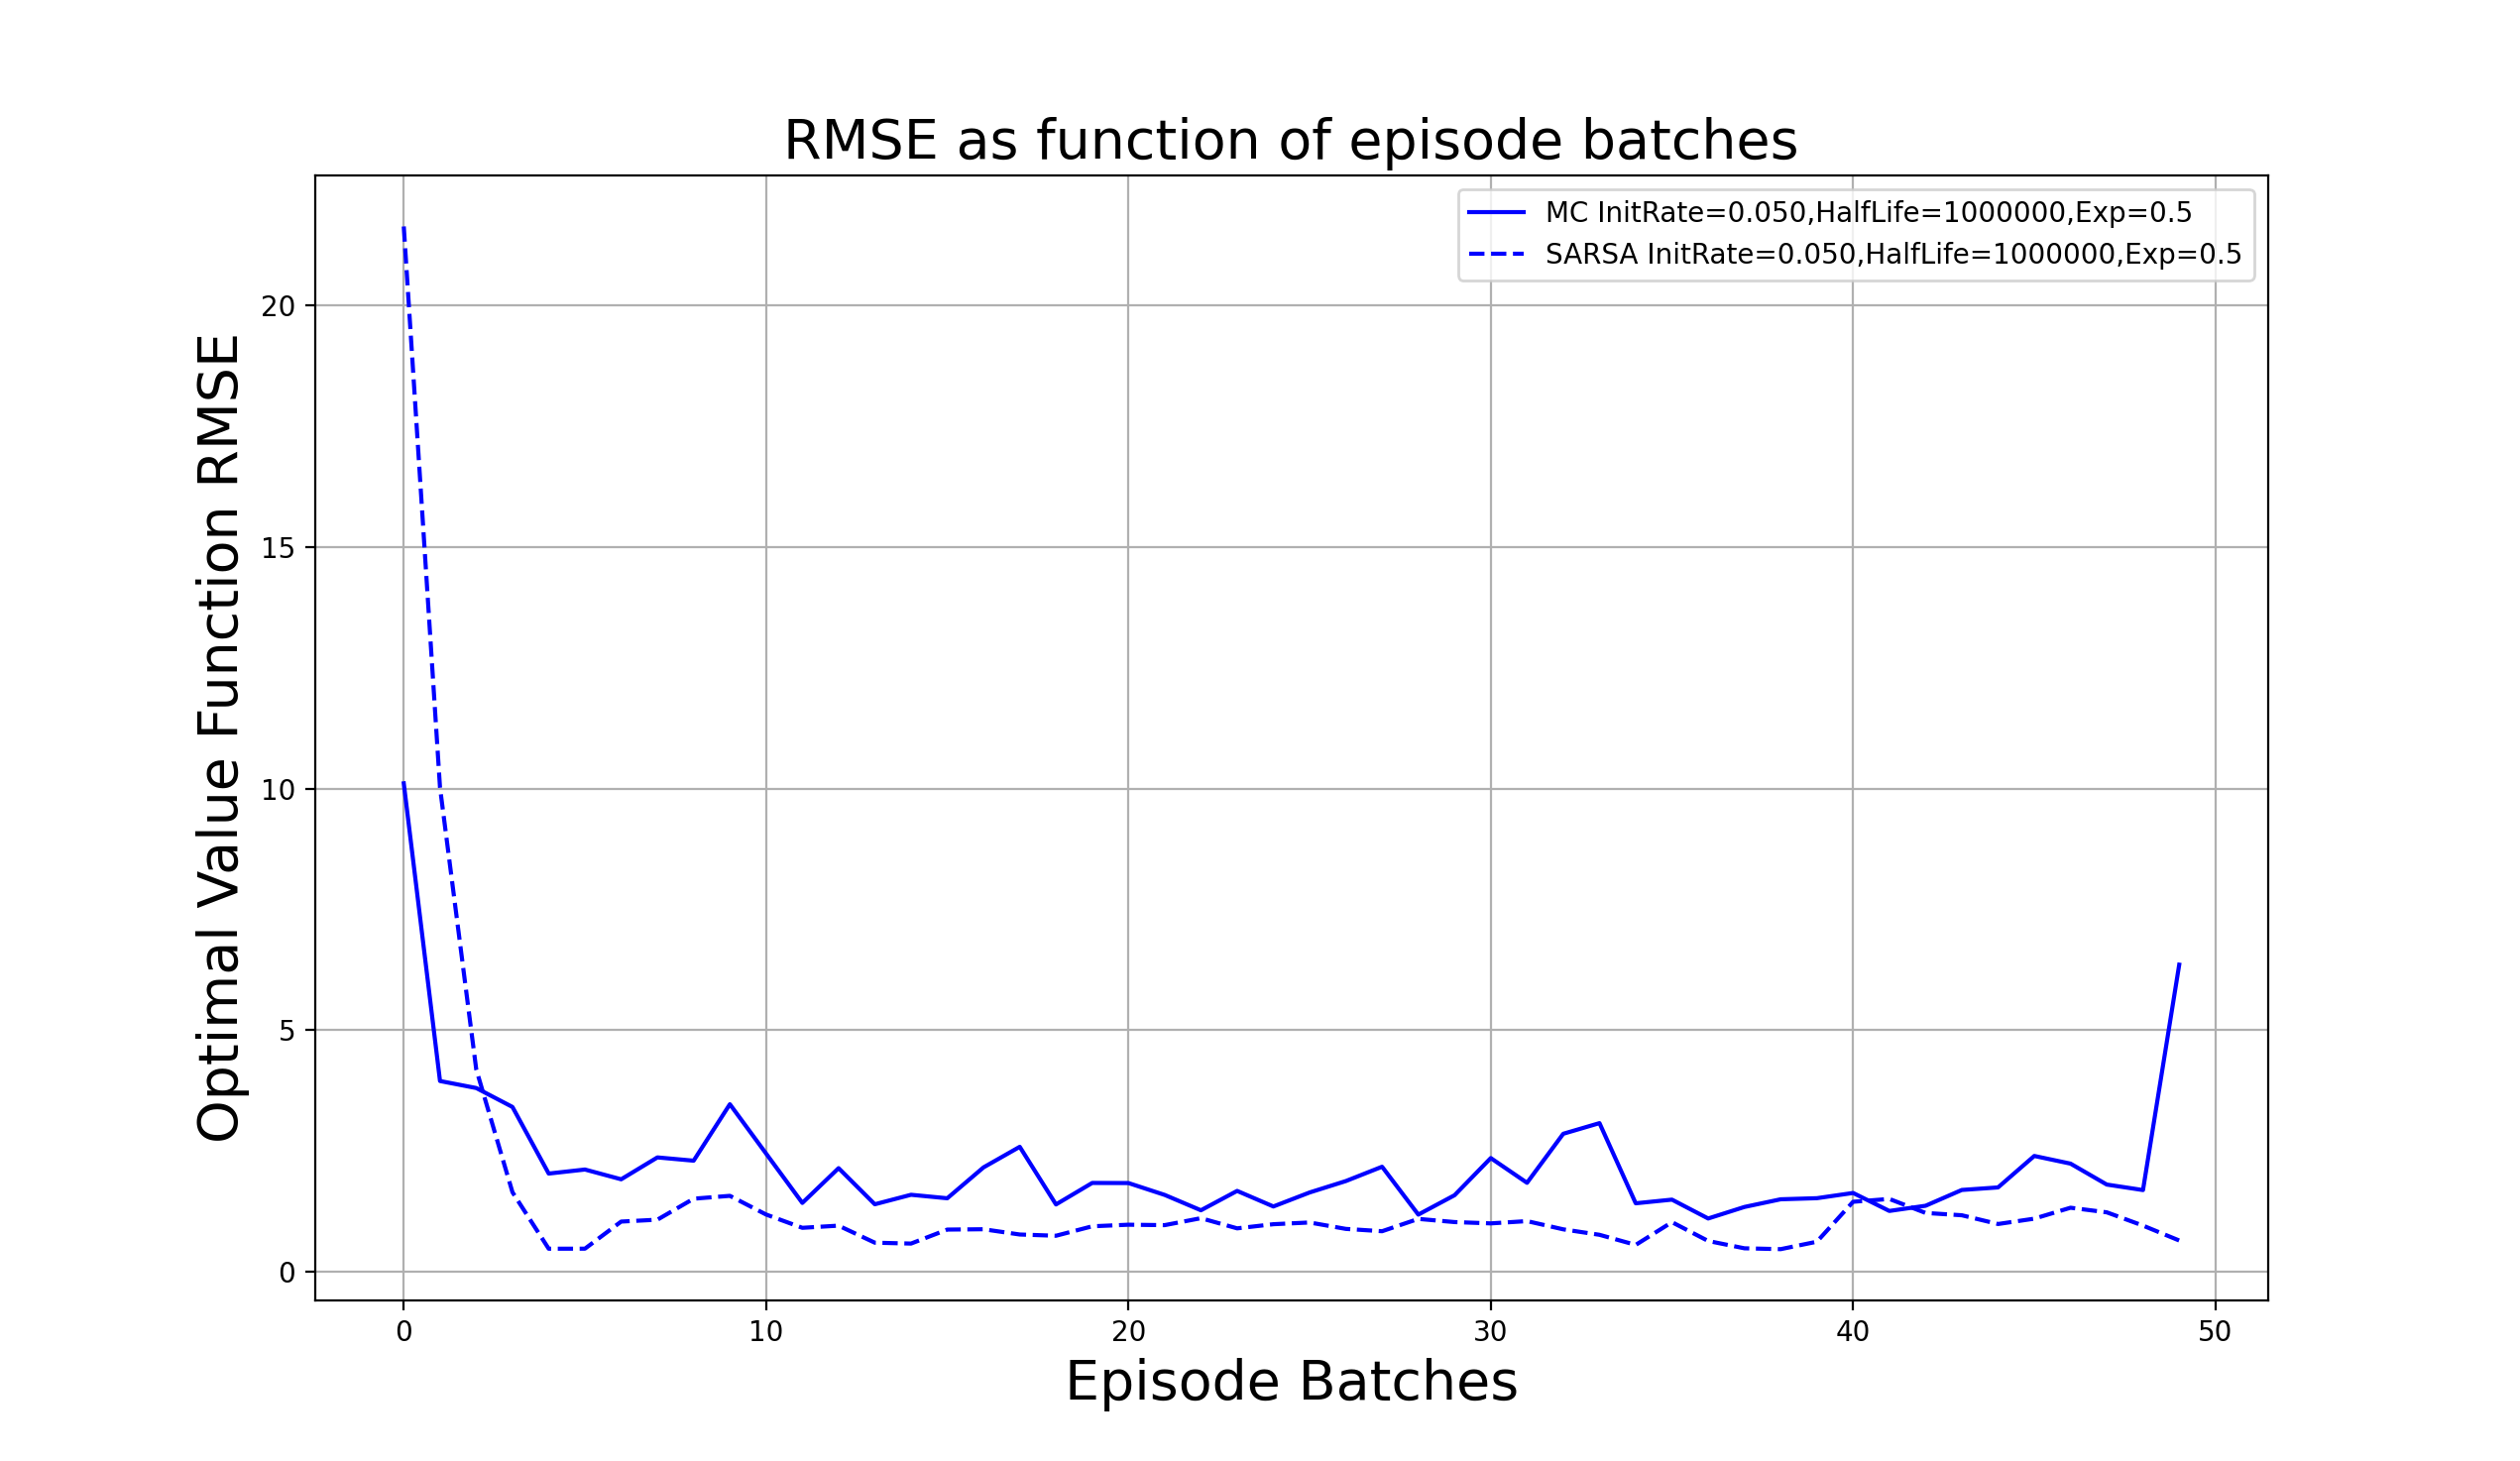 RMSE as function of episode batches
MC InitRate=0.050,HalfLife=1000000,Exp=0.5
SARSA InitRate=0.050,HalfLife=1000000,Exp=0.5
Optimal Value Function RMSE
20
15
10
5
0
0 10 20 30 40 50
Episode Batches